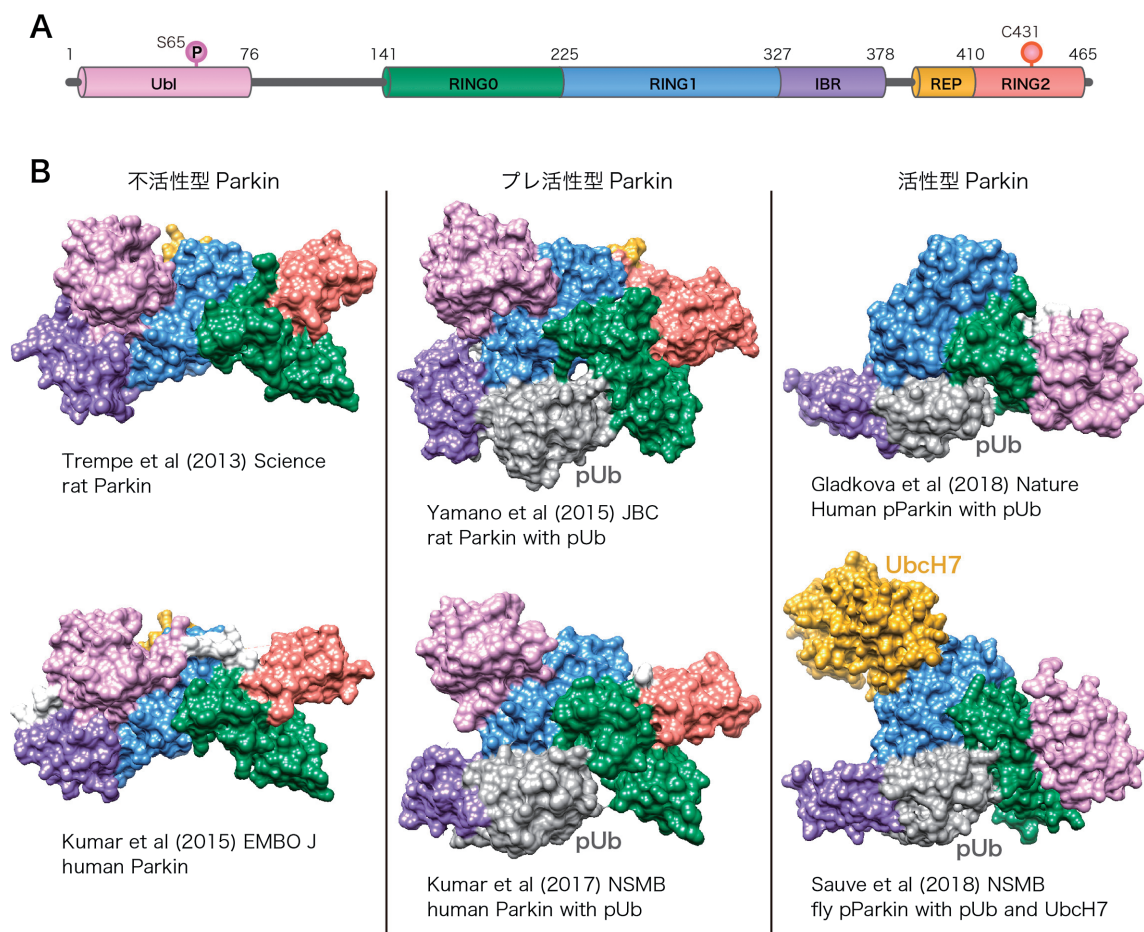 A
S65
P
C431
1
76
141
225
327
378
410
465
Ubl
RING0
RING1
IBR
REP
RING2
B
不活性型 Parkin
プレ活性型 Parkin
活性型 Parkin
pUb
Trempe et al (2013) Science
rat Parkin
pUb
Yamano et al (2015) JBC
rat Parkin with pUb
Gladkova et al (2018) Nature
Human pParkin with pUb
UbcH7
Kumar et al (2015) EMBO J
human Parkin
pUb
Kumar et al (2017) NSMB
human Parkin with pUb
pUb
Sauve et al (2018) NSMB
fly pParkin with pUb and UbcH7